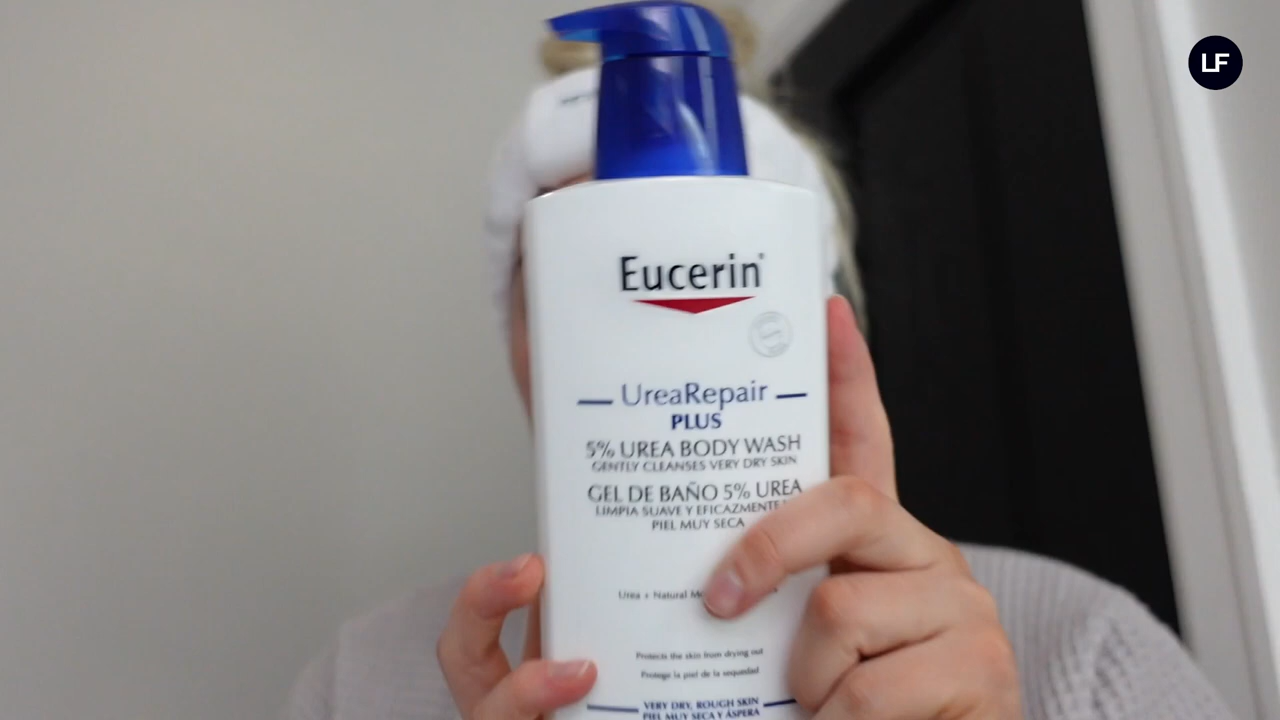 LF
Eucerin
UreaRepair
PLUS
5% UREA BODY WASH
GENTLY CLEANSES VERY DRY SKIN
GEL DE BAÑO 5% UREA
LIMPIA SUAVE Y EFICAZMENTE
PIEL MUY SECA
Urea + Natural
Protects the skin from drying out
Protege la piel de la sequedad
VERY DRY, ROUGH SKIN
PIEL MUY SECA Y ÁSPERA